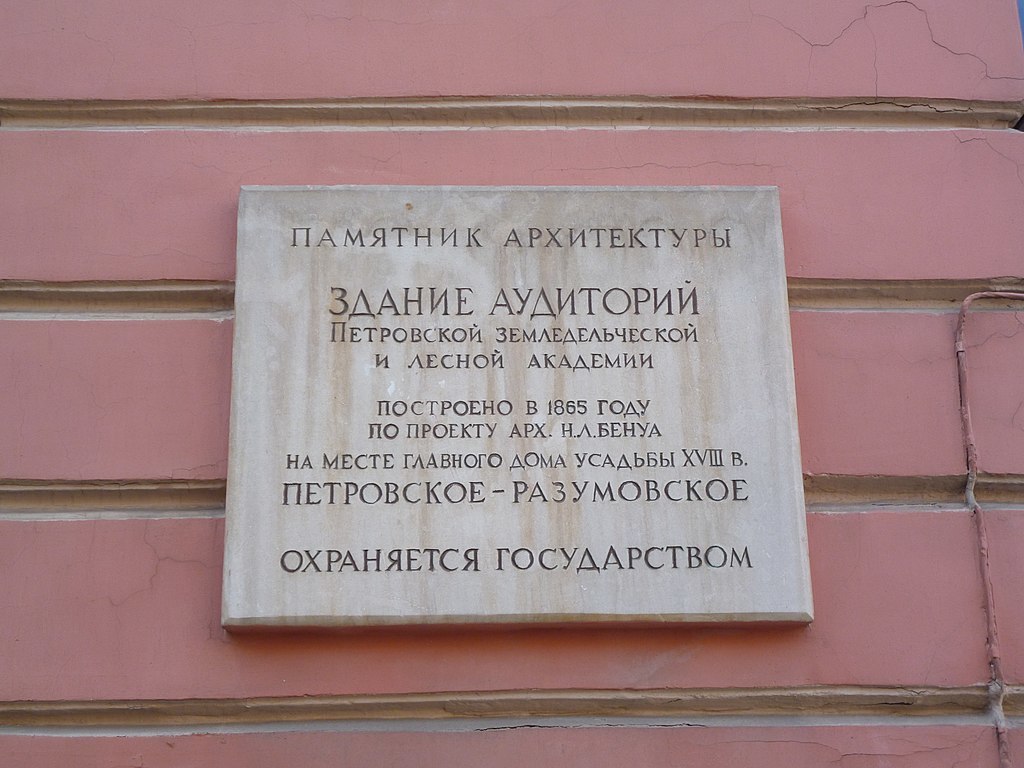 ПАМЯТНИК АРХИТЕКТУРЫ
ЗДАНИЕ АУДИТОРИЙ
ПЕТРОВСКОЙ ЗЕМЛЕДЕЛЬЧЕСКОЙ
И ЛЕСНОЙ АКАДЕМИИ
ПОСТРОЕНО В 1865 ГОДУ
ПО ПРОЕКТУ АРХ. Н.Л.БЕНУА
НА МЕСТЕ ГЛАВНОГО ДОМА УСАДЬБЫ XVIII В.
ПЕТРОВСКОЕ-РАЗУМОВСКОЕ
ОХРАНЯЕТСЯ ГОСУДАРСТВОМ